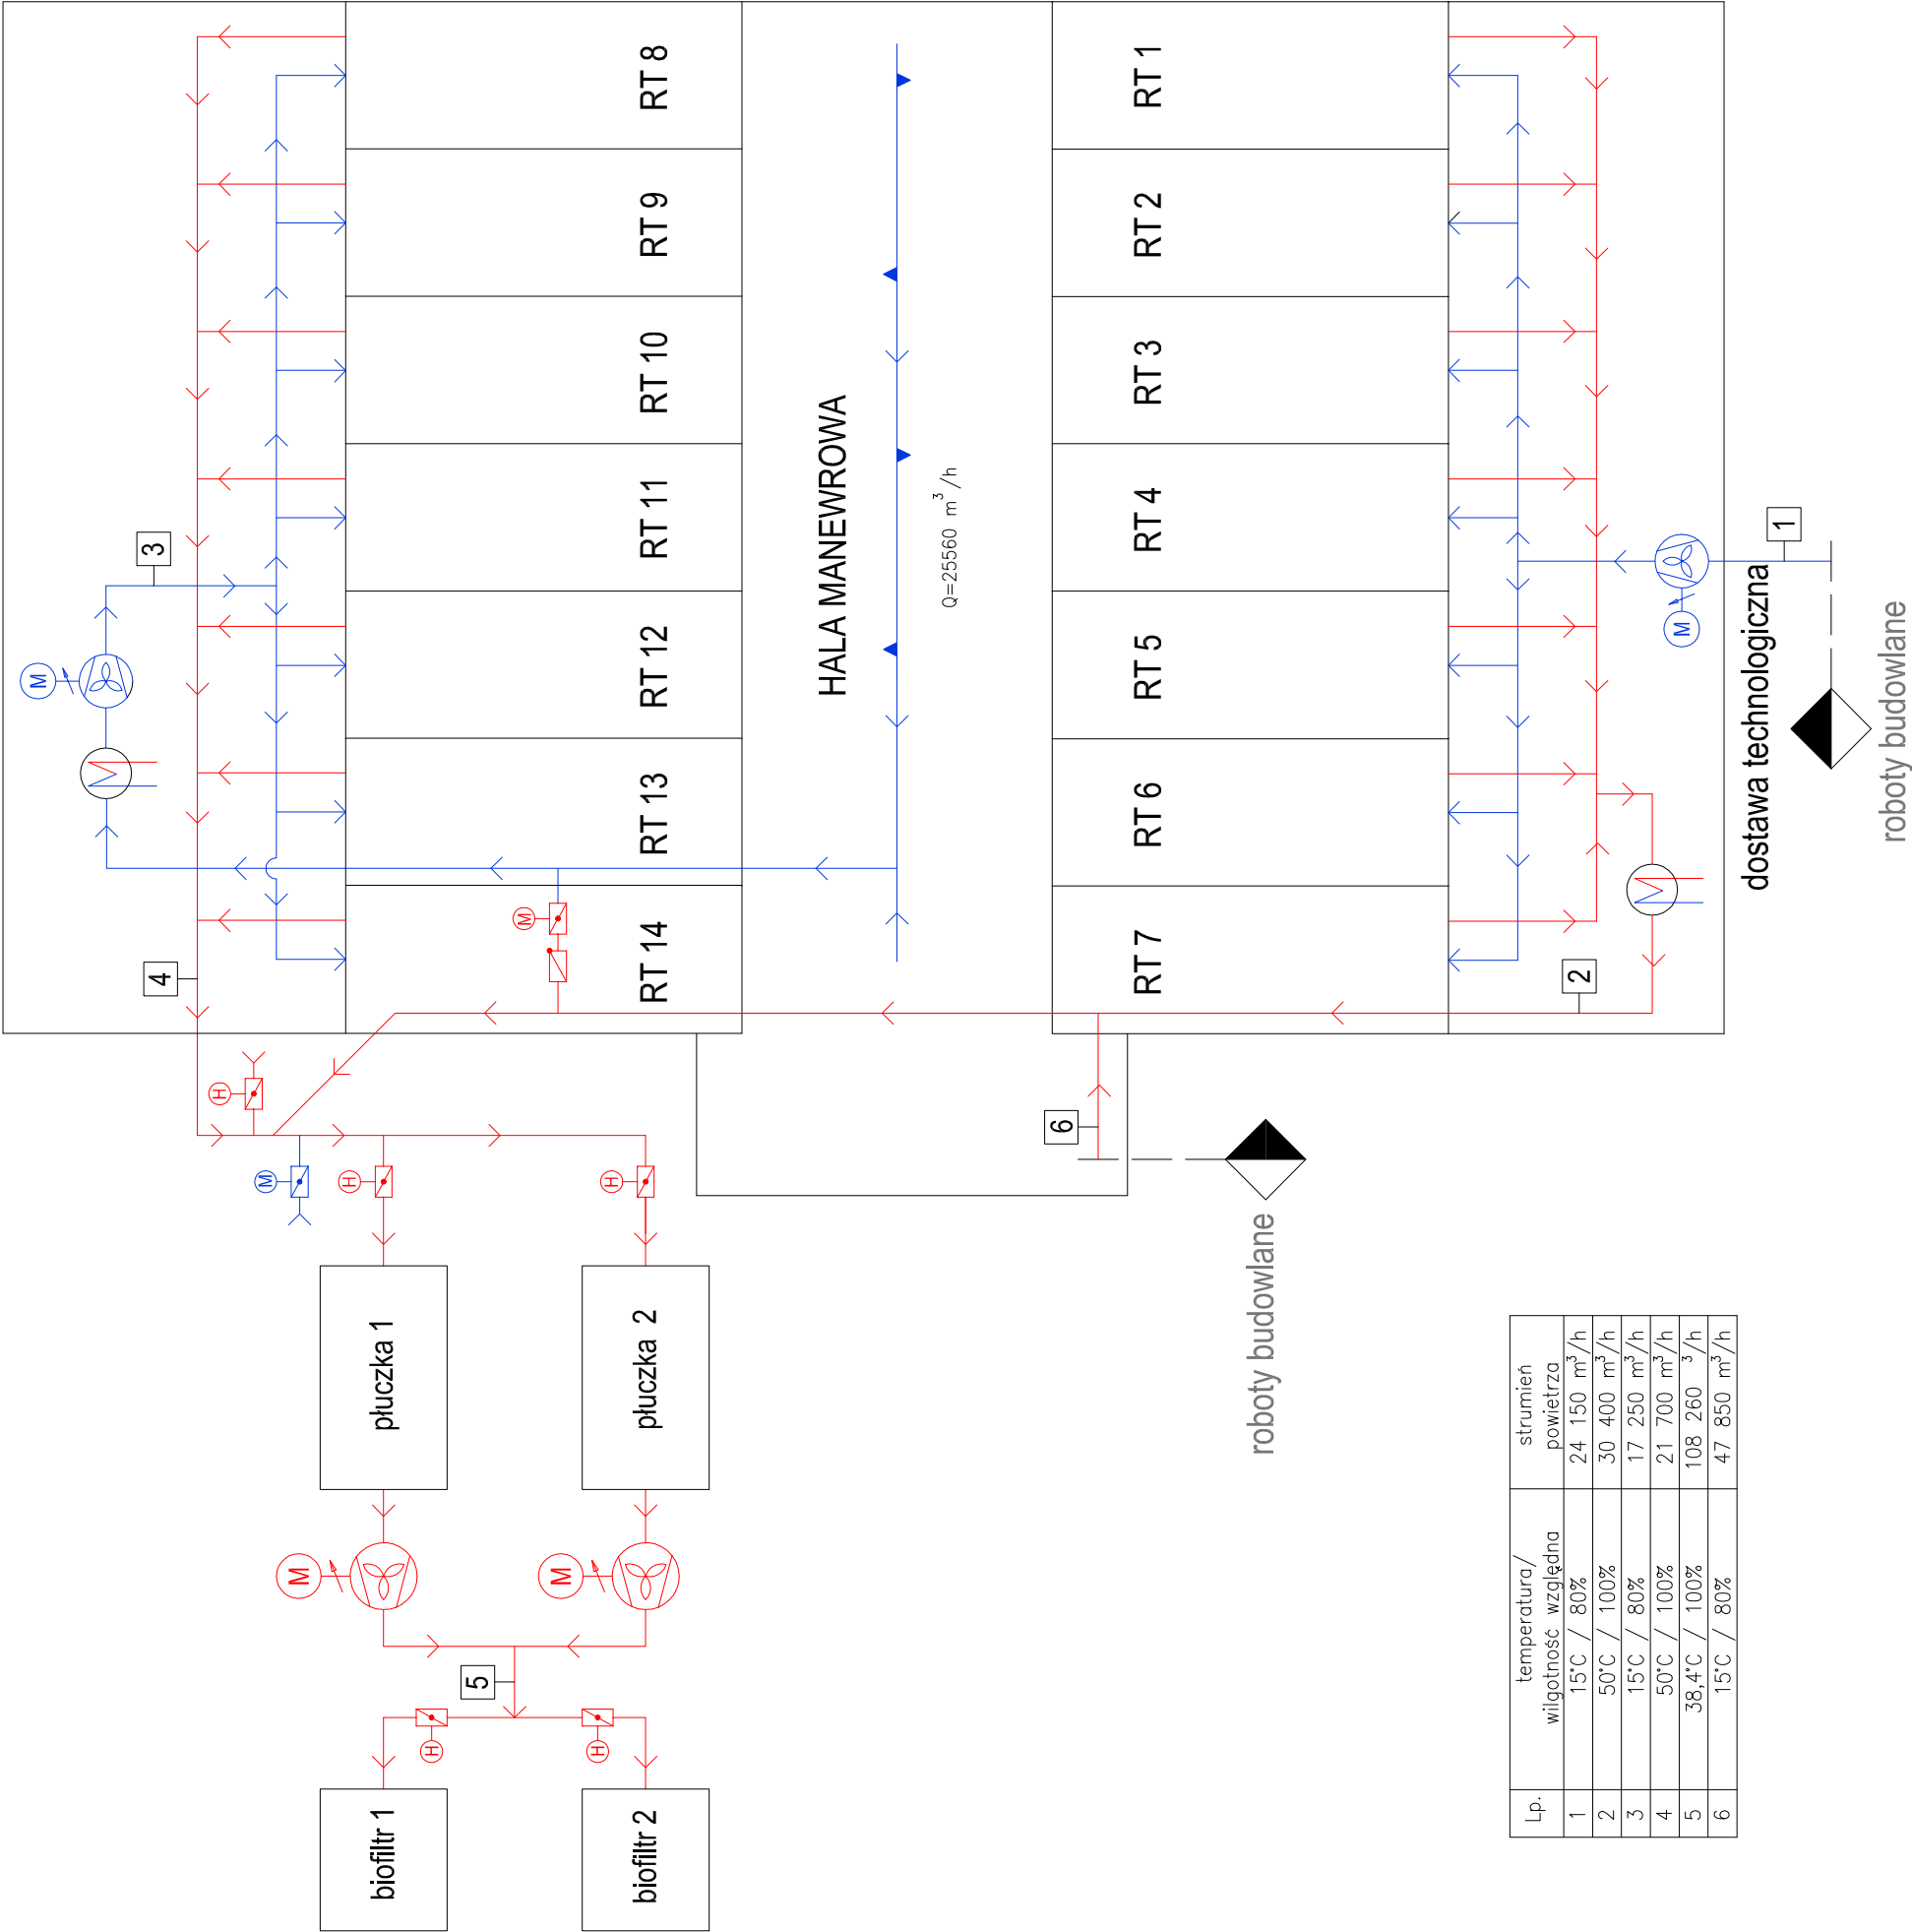 RT 8
RT 9
RT 10
RT 11
RT 12
RT 13
RT 14
HALA MANEWROWA
Q=25560 m³/h
RT 1
RT 2
RT 3
RT 4
RT 5
RT 6
RT 7
3
4
M
M
M
1
2
6
dostawa technologiczna
roboty budowlane
roboty budowlane
H
M
H
H
płuczka 1
płuczka 2
M
M
5
H
H
biofiltr 1
biofiltr 2
Lp. temperatura/ wilgotność względna strumień powietrza
1 15°C / 80% 24 150 m³/h
2 50°C / 100% 30 400 m³/h
3 15°C / 80% 17 250 m³/h
4 50°C / 100% 21 700 m³/h
5 38,4°C / 100% 108 260 ³/h
6 15°C / 80% 47 850 m³/h